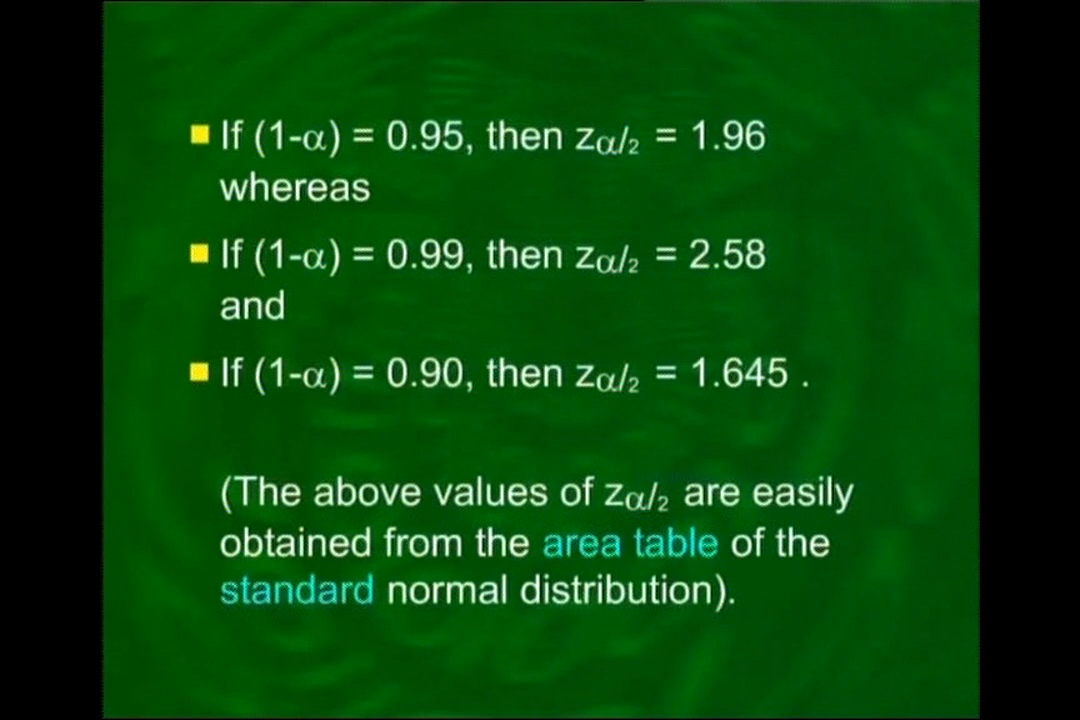 If (1-α) = 0.95, then zα/2 = 1.96
whereas
If (1-α) = 0.99, then zα/2 = 2.58
and
If (1-α) = 0.90, then zα/2 = 1.645 .
(The above values of zα/2 are easily
obtained from the area table of the
standard normal distribution).